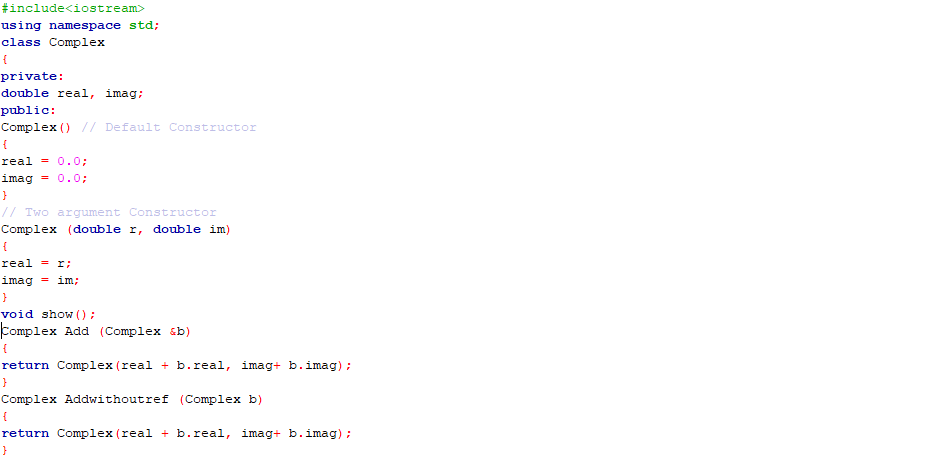 #include<iostream>
using namespace std;
class Complex
{
private:
double real, imag;
public:
Complex() // Default Constructor
{
real = 0.0;
imag = 0.0;
}
// Two argument Constructor
Complex (double r, double im)
{
real = r;
imag = im;
}
void show();
Complex Add (Complex &b)
{
return Complex(real + b.real, imag+ b.imag);
}
Complex Addwithoutref (Complex b)
{
return Complex(real + b.real, imag+ b.imag);
}